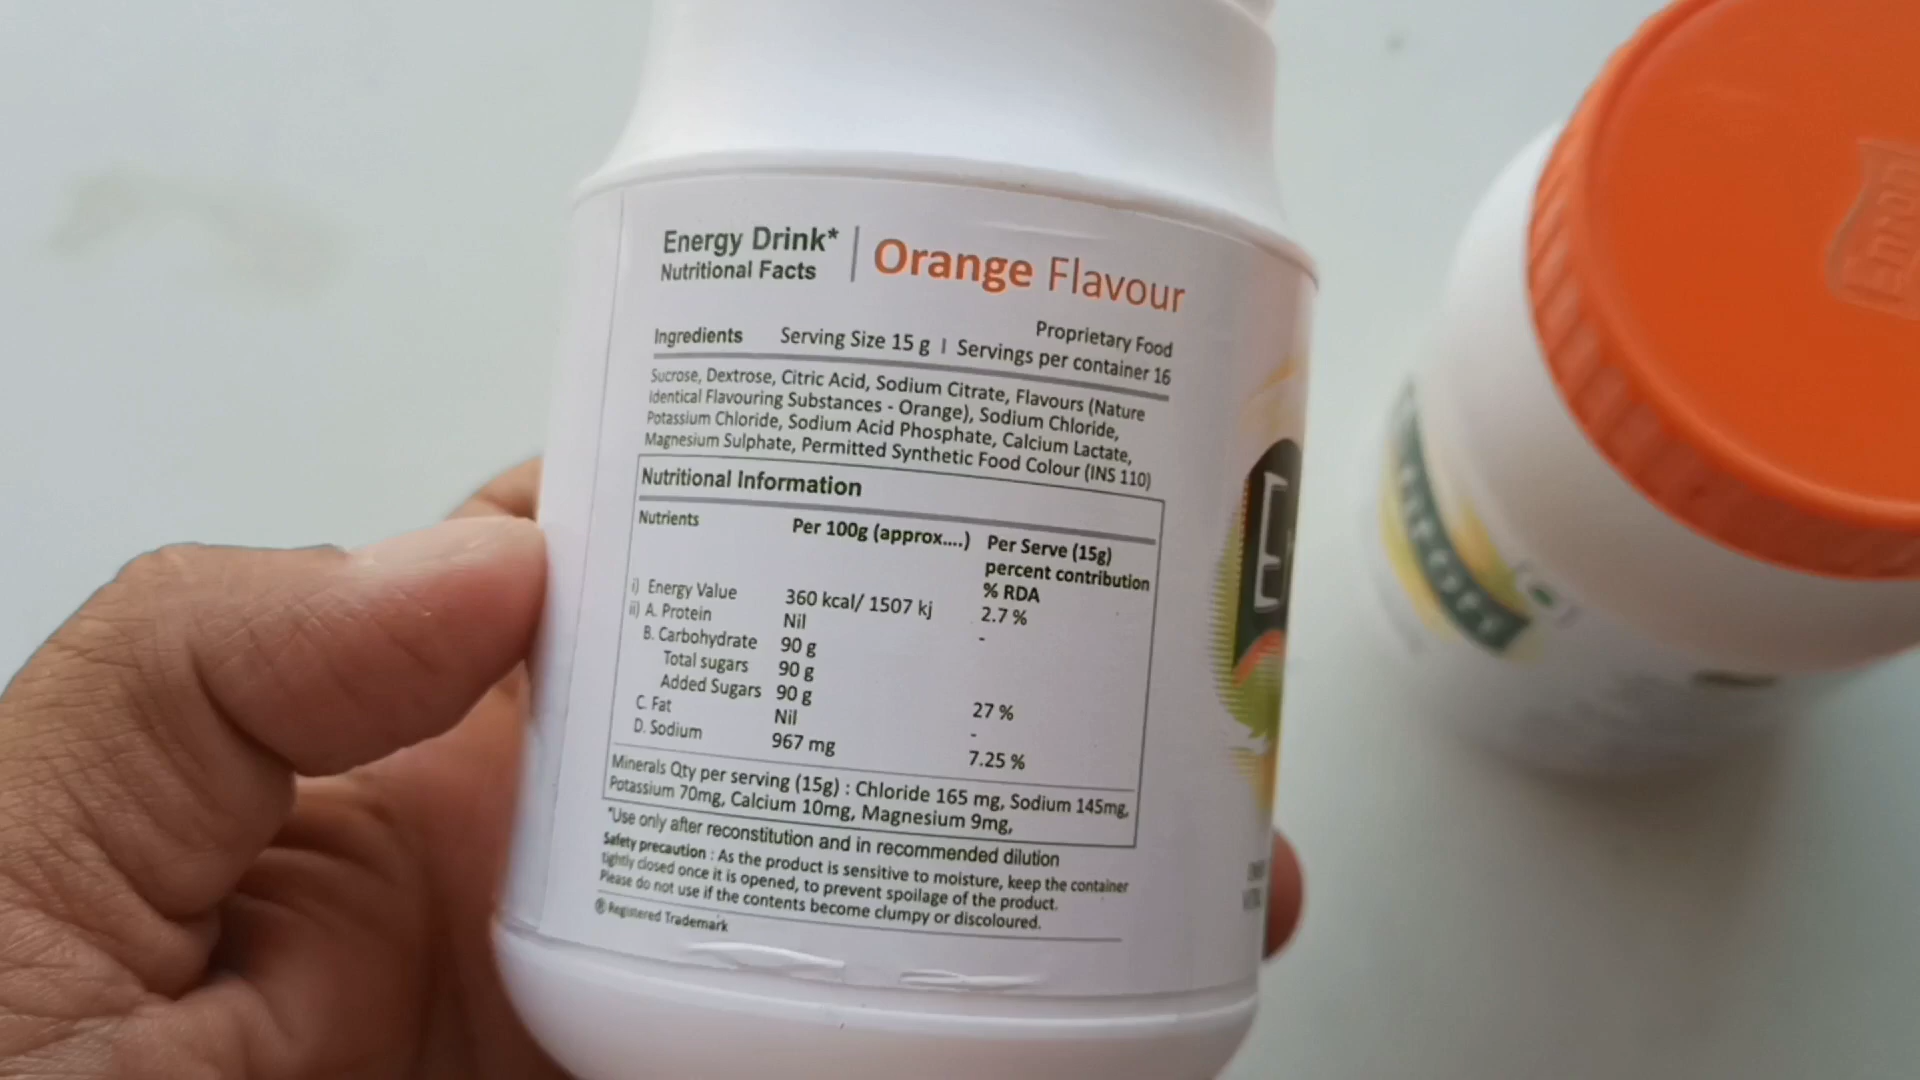 Energy Drink*
Nutritional Facts
Orange Flavour
Proprietary Food
Ingredients Serving Size 15 g | Servings per container 16
Sucrose, Dextrose, Citric Acid, Sodium Citrate, Flavours (Nature
Identical Flavouring Substances - Orange), Sodium Chloride,
Potassium Chloride, Sodium Acid Phosphate, Calcium Lactate,
Magnesium Sulphate, Permitted Synthetic Food Colour (INS 110)
Nutritional Information
Nutrients Per 100g (approx....) Per Serve (15g)
percent contribution
% RDA
i) Energy Value 360 kcal/ 1507 kj 2.7 %
ii) A. Protein Nil -
B. Carbohydrate 90 g
Total sugars 90 g
Added Sugars 90 g 27 %
C. Fat Nil -
D. Sodium 967 mg 7.25 %
Minerals Qty per serving (15g) : Chloride 165 mg, Sodium 145mg,
Potassium 70mg, Calcium 10mg, Magnesium 9mg,
*Use only after reconstitution and in recommended dilution
Safety precaution : As the product is sensitive to moisture, keep the container
tightly closed once it is opened, to prevent spoilage of the product.
Please do not use if the contents become clumpy or discoloured.
® Registered Trademark
E
Enzon